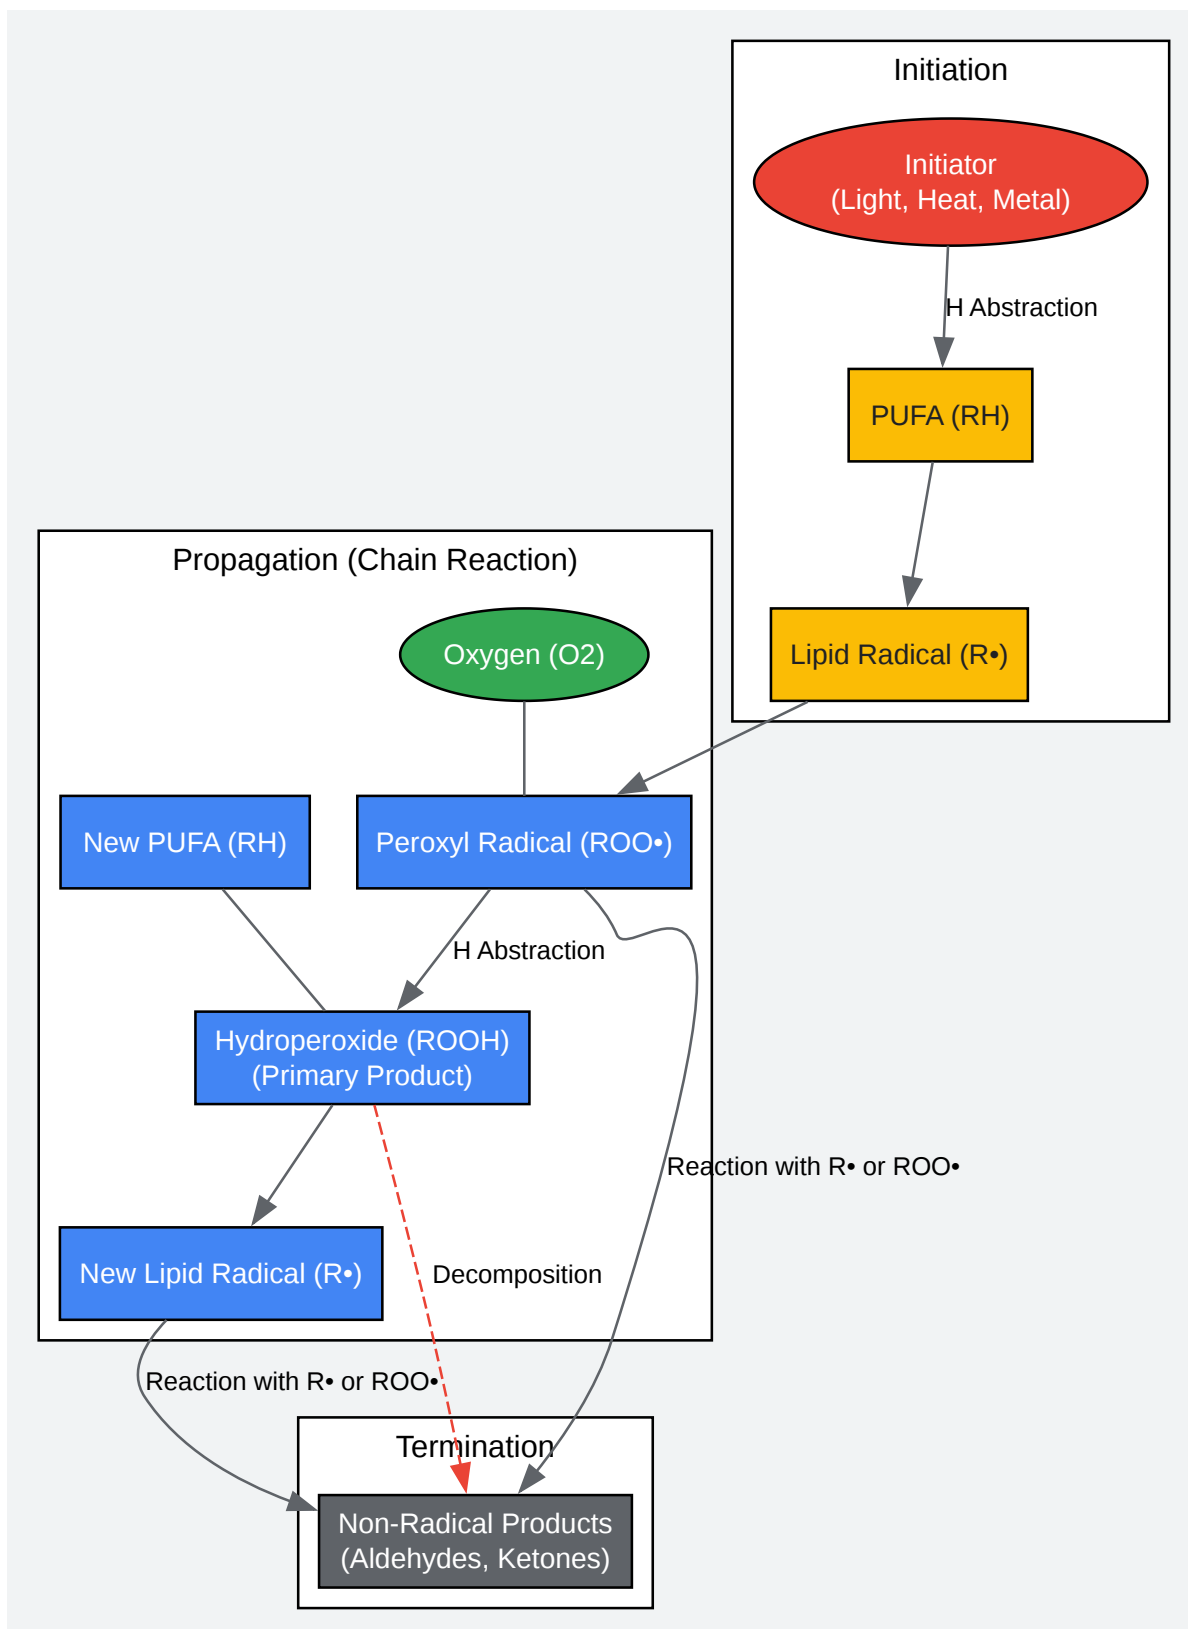 Initiation
Initiator
(Light, Heat, Metal)
H Abstraction
PUFA (RH)
Lipid Radical (R•)
Propagation (Chain Reaction)
Oxygen (O2)
New PUFA (RH)
Peroxyl Radical (ROO•)
H Abstraction
Hydroperoxide (ROOH)
(Primary Product)
Reaction with R• or ROO•
New Lipid Radical (R•)
Decomposition
Reaction with R• or ROO•
Termination
Non-Radical Products
(Aldehydes, Ketones)